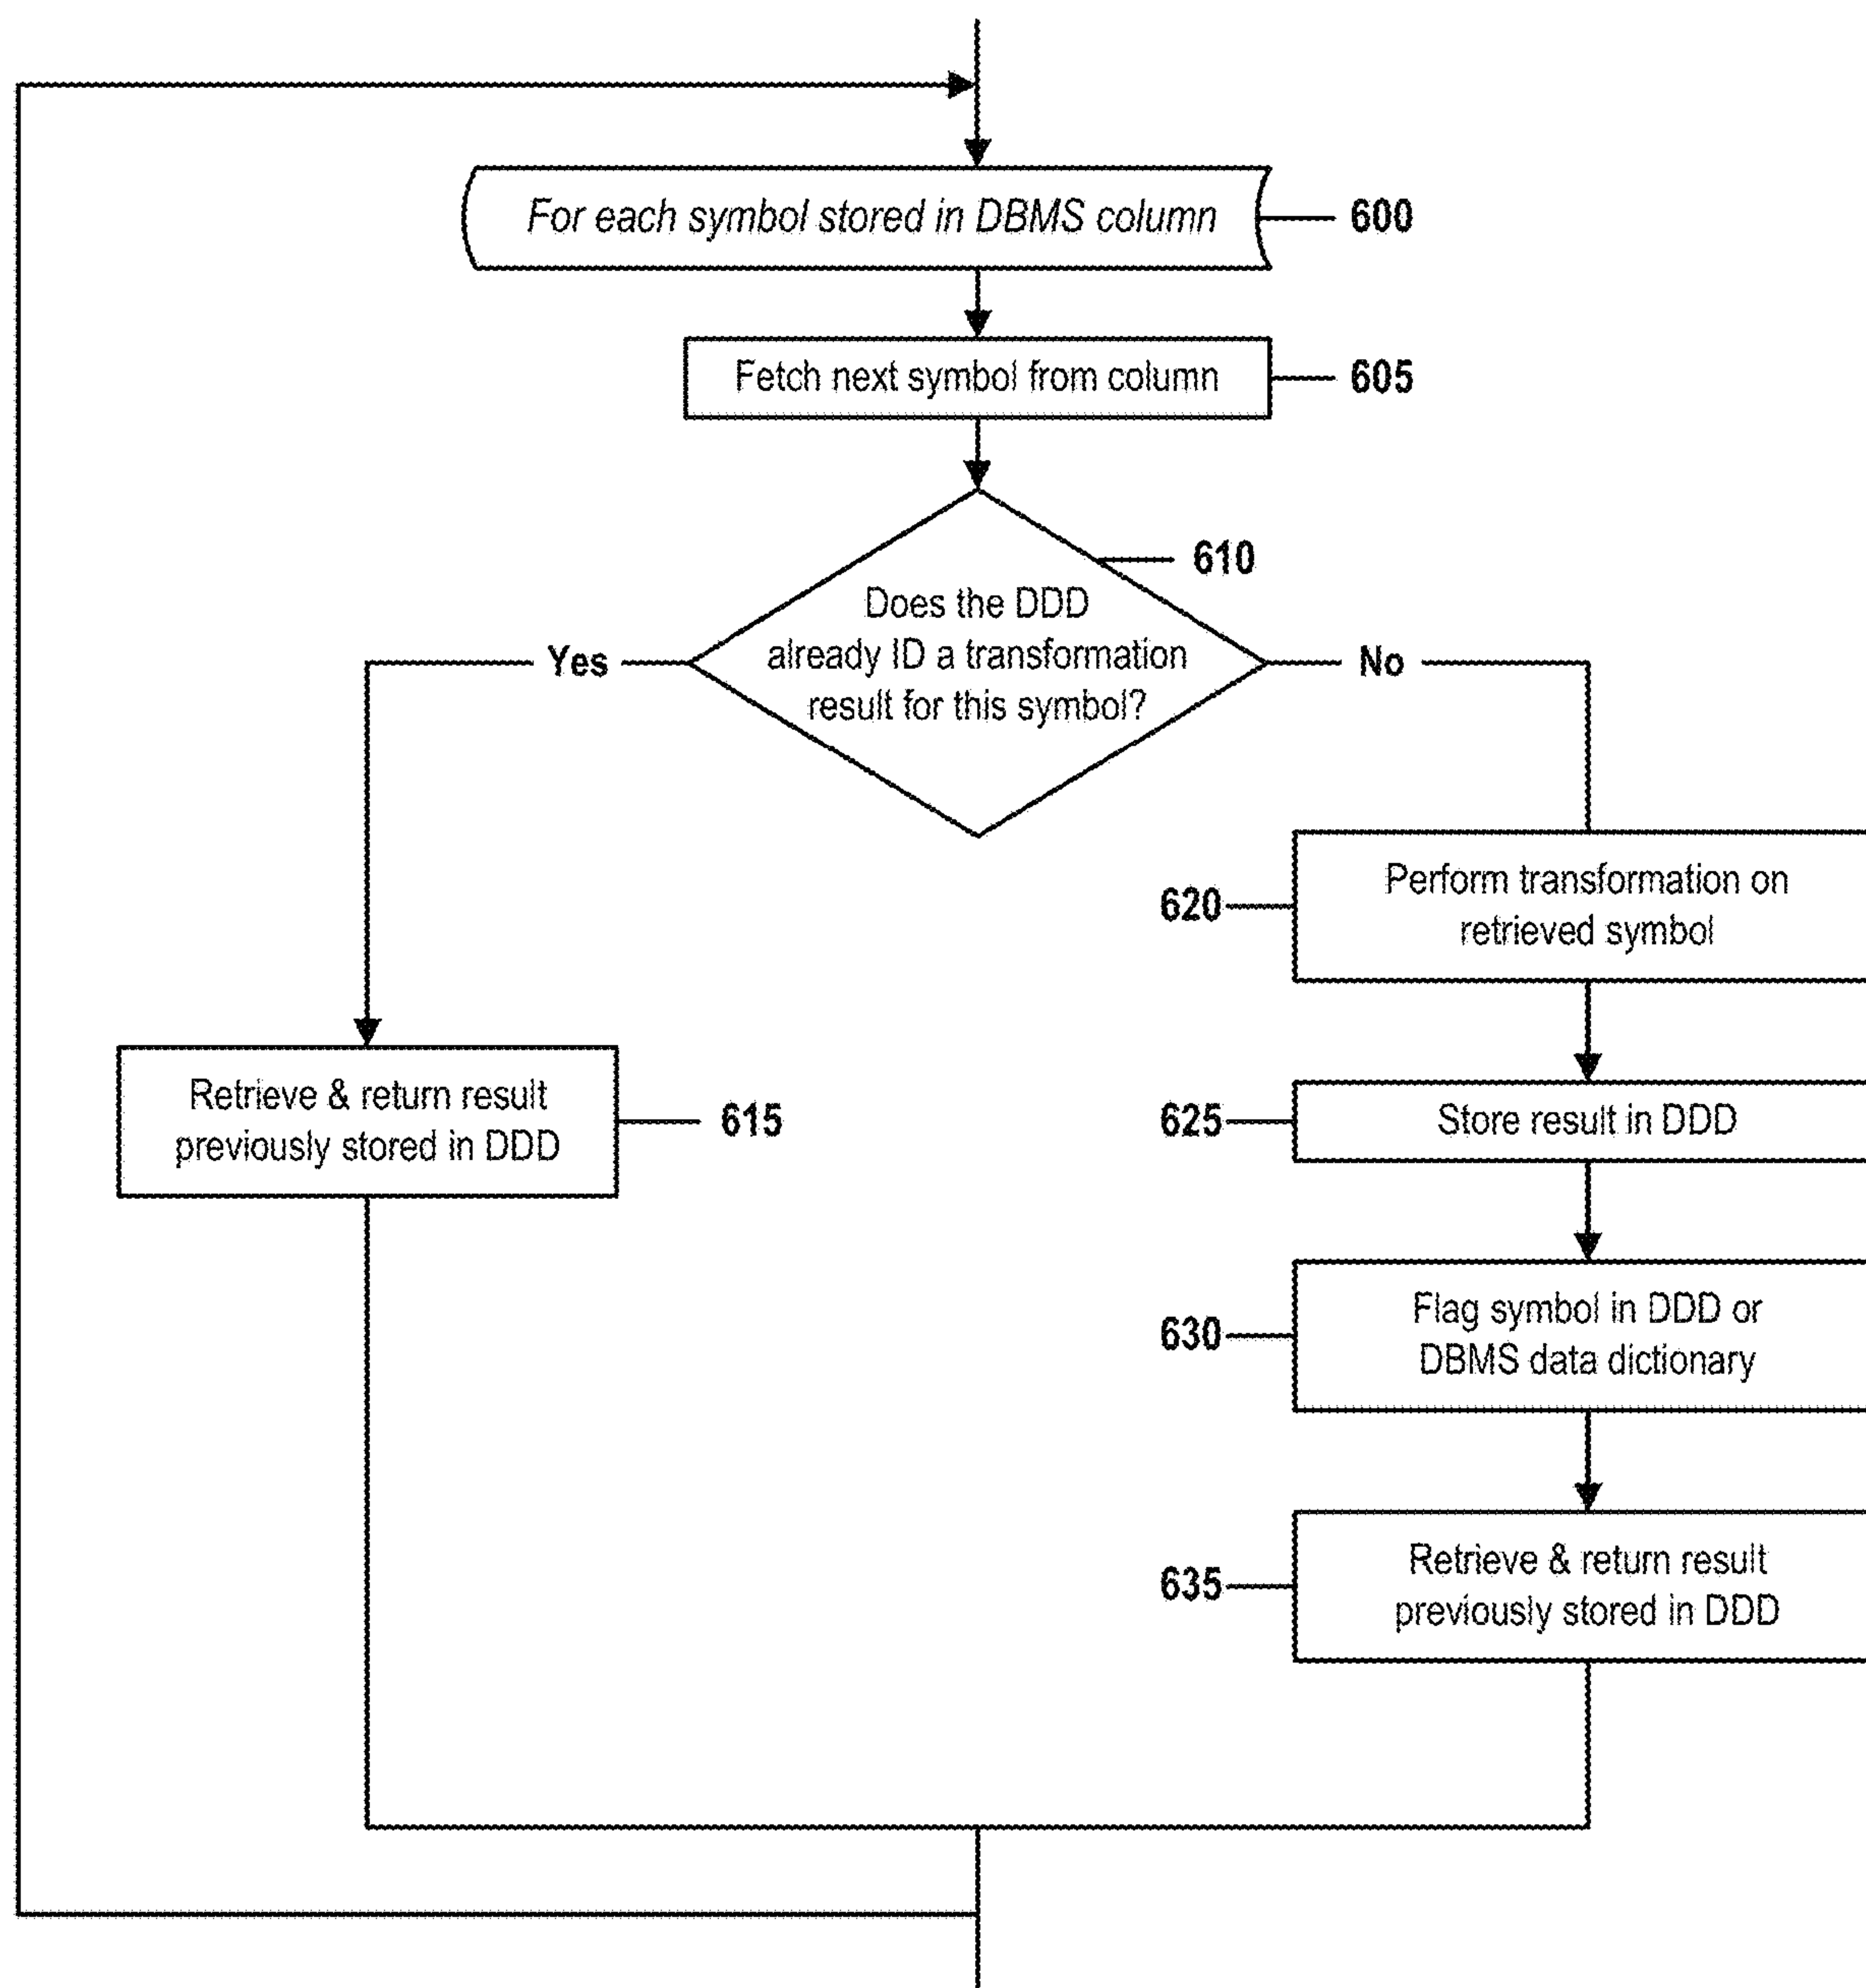 For each symbol stored in DBMS column
600
Fetch next symbol from column
605
610
Does the DDD
already ID a transformation
result for this symbol?
Yes
No
620
Perform transformation on
retrieved symbol
Retrieve & return result
previously stored in DDD
615
625
Store result in DDD
630
Flag symbol in DDD or
DBMS data dictionary
635
Retrieve & return result
previously stored in DDD